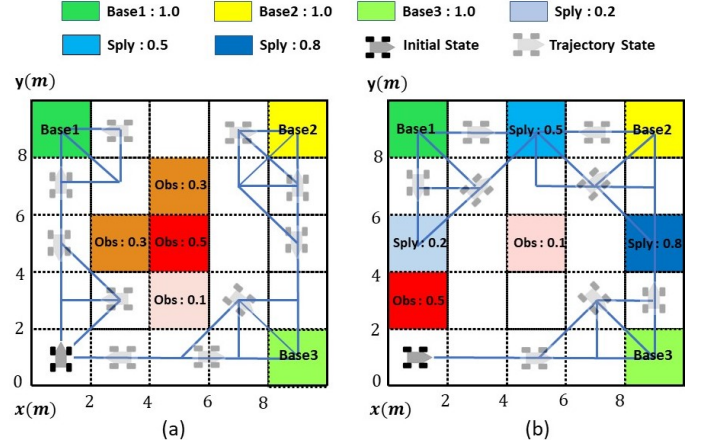 Base1 : 1.0 Base2 : 1.0 Base3 : 1.0 Sply : 0.2
Sply : 0.5 Sply : 0.8 Initial State Trajectory State
y(m) y(m)
Base1 Base2 Base1 Sply : 0.5 Base2
8 8
Obs : 0.3
6 6
Obs : 0.3 Obs : 0.5 Sply : 0.2 Obs : 0.1 Sply : 0.8
4 4
Obs : 0.1 Obs : 0.5
2 2
Base3 Base3
0 0
x(m) 2 4 6 8 x(m) 2 4 6 8
(a) (b)